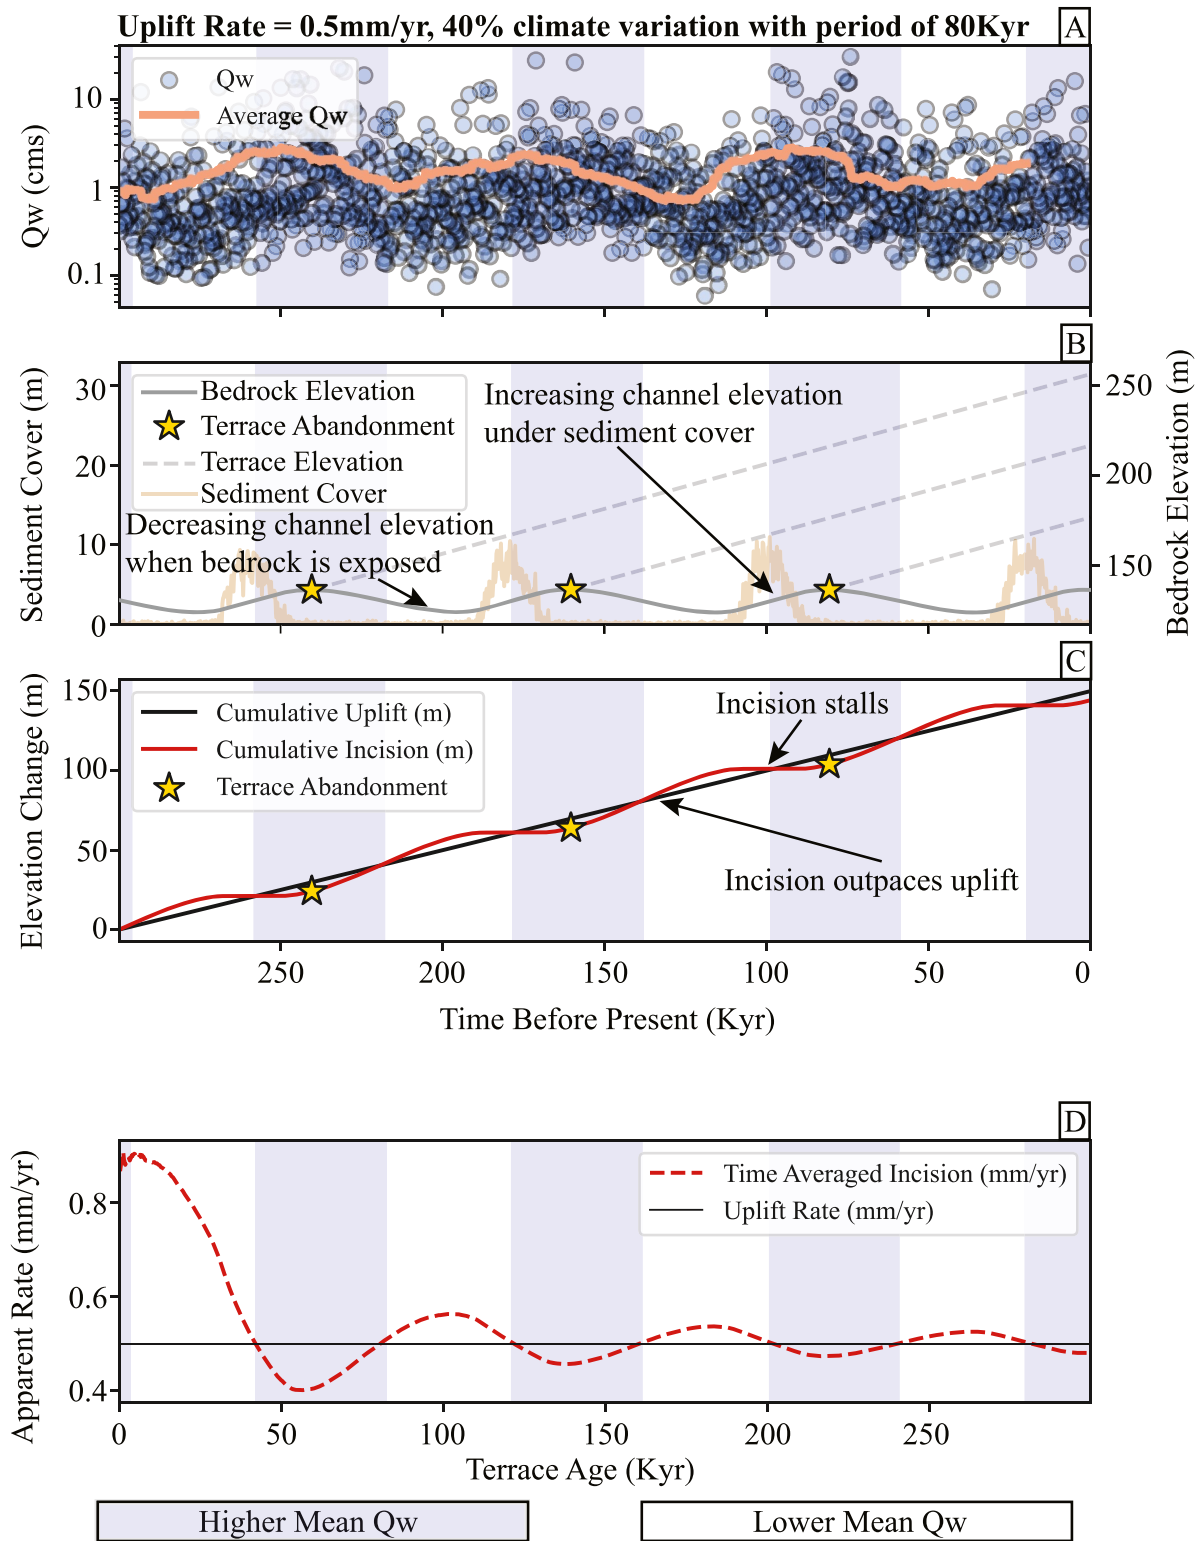 Uplift Rate = 0.5mm/yr, 40% climate variation with period of 80Kyr
A
Qw
Average Qw
10
1
0.1
Qw (cms)
B
Bedrock Elevation
Terrace Abandonment
Terrace Elevation
Sediment Cover
Increasing channel elevation
under sediment cover
Decreasing channel elevation
when bedrock is exposed
30
20
10
0
Sediment Cover (m)
250
200
150
Bedrock Elevation (m)
C
Cumulative Uplift (m)
Cumulative Incision (m)
Terrace Abandonment
Incision stalls
Incision outpaces uplift
150
100
50
0
Elevation Change (m)
250 200 150 100 50 0
Time Before Present (Kyr)
D
Time Averaged Incision (mm/yr)
Uplift Rate (mm/yr)
0.8
0.6
0.4
Apparent Rate (mm/yr)
0 50 100 150 200 250
Terrace Age (Kyr)
Higher Mean Qw
Lower Mean Qw